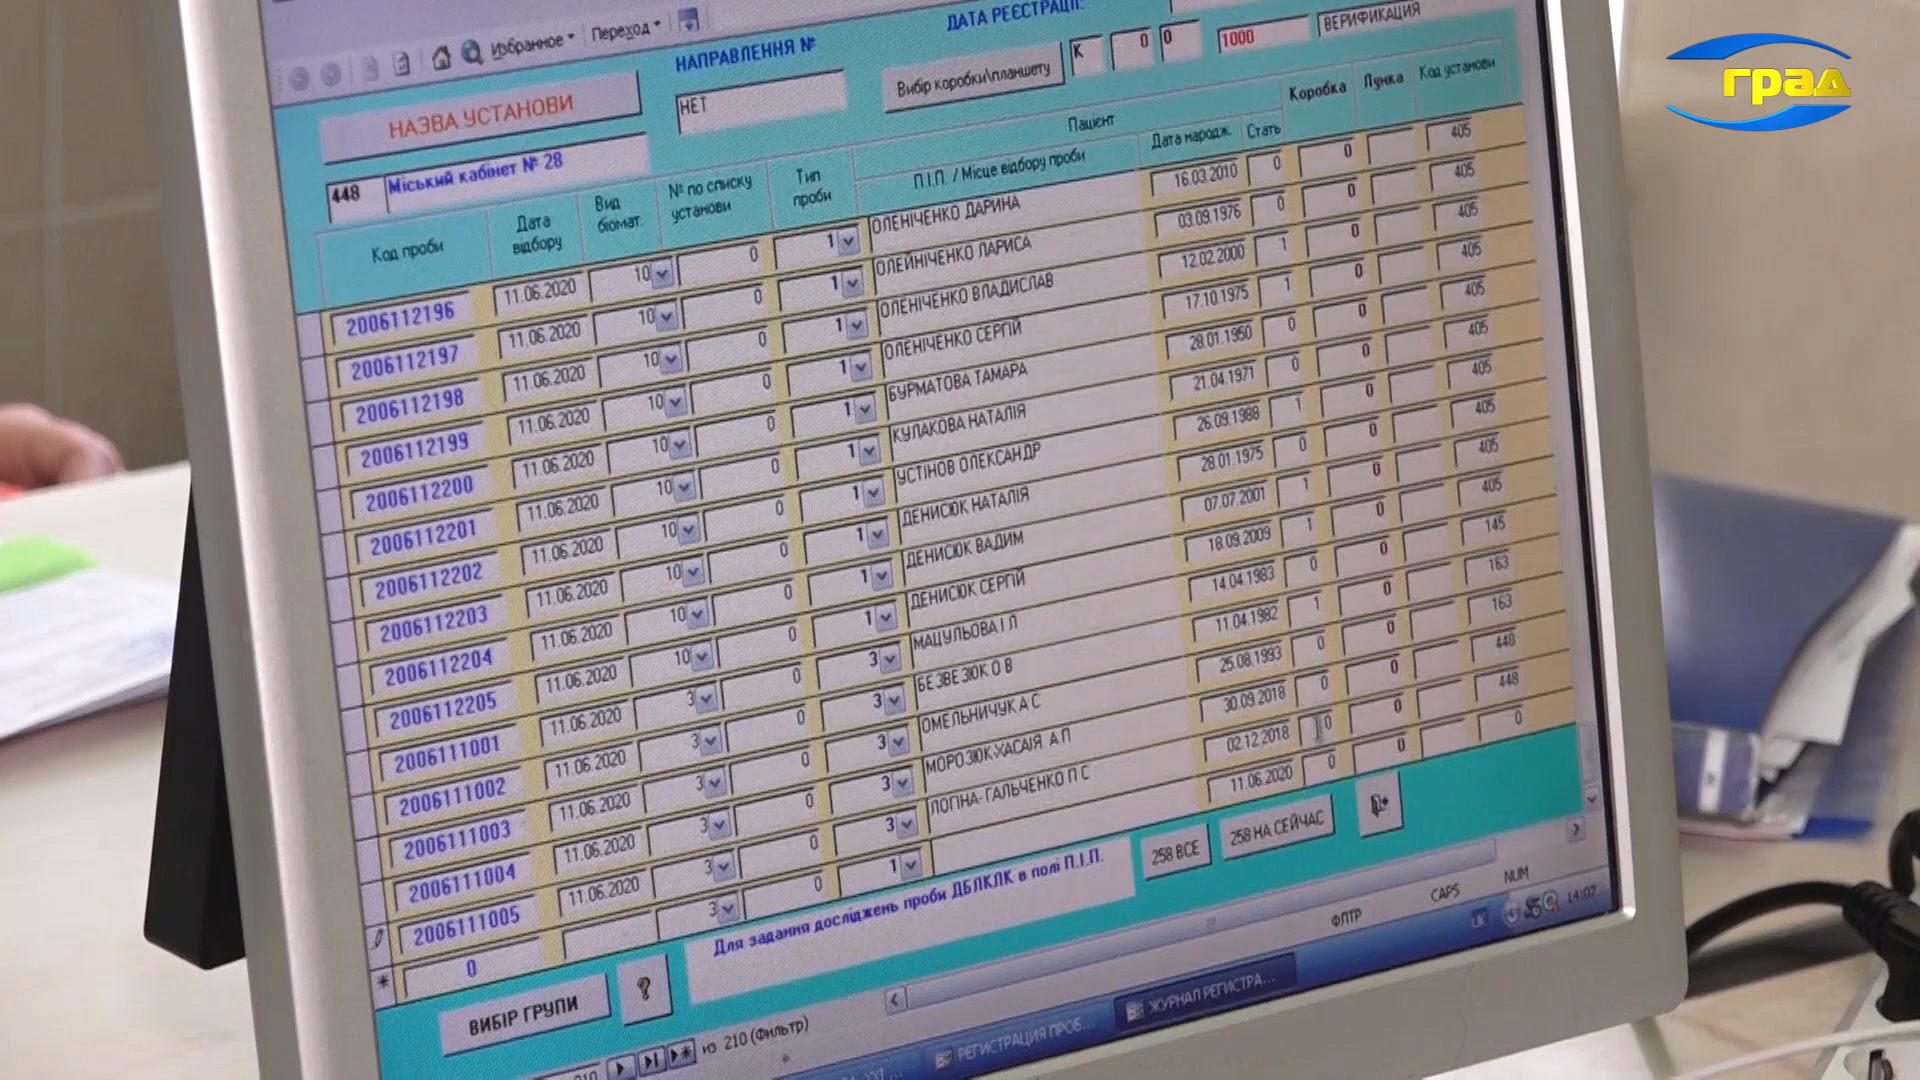 град
Избранное Переход
НАПРАВЛЕННЯ №
ДАТА РЕЄСТРАЦІЇ:
НАЗВА УСТАНОВИ
НЕТ
Вибір коробки\планшету
К 0 0 1000 ВЕРИФИКАЦИЯ
448 Міський кабінет № 28
Код проби Дата відбору Вид біомат. № по списку установи Тип проби Пацієнт П.І.П. / Місце відбору проби Дата народж. Стать Коробка Лунка Код установи
2006112196 11.06.2020 10 0 1 ОЛЕНІЧЕНКО ДАРИНА 16.03.2010 0 0 405
2006112197 11.06.2020 10 0 1 ОЛЕЙНІЧЕНКО ЛАРИСА 03.09.1976 0 0 405
2006112198 11.06.2020 10 0 1 ОЛЕНІЧЕНКО ВЛАДИСЛАВ 12.02.2000 1 0 405
2006112199 11.06.2020 10 0 1 ОЛЕНІЧЕНКО СЕРГІЙ 17.10.1975 1 0 405
2006112200 11.06.2020 10 0 1 БУРМАТОВА ТАМАРА 28.01.1950 0 0 405
2006112201 11.06.2020 10 0 1 КУЛАКОВА НАТАЛІЯ 21.04.1971 0 0 405
2006112202 11.06.2020 10 0 1 УСТІНОВ ОЛЕКСАНДР 26.09.1988 1 0 405
2006112203 11.06.2020 10 0 1 ДЕНИСЮК НАТАЛІЯ 28.01.1975 0 0 405
2006112204 11.06.2020 10 0 1 ДЕНИСЮК ВАДИМ 07.07.2001 1 0 405
2006112205 11.06.2020 10 0 1 ДЕНИСЮК СЕРГІЙ 18.09.2009 1 0 405
2006111001 11.06.2020 3 0 3 МАЦУЛЬОВА І Л 14.04.1983 0 0 145
2006111002 11.06.2020 3 0 3 БЕЗВЕЗЮК О В 11.04.1982 1 0 163
2006111003 11.06.2020 3 0 3 ОМЕЛЬНИЧУК А С 25.08.1993 0 0 163
2006111004 11.06.2020 3 0 3 МОРОЗЮК-ХАСАІЯ А П 30.09.2018 0 0 448
2006111005 11.06.2020 3 0 3 ЛОГІНА-ГАЛЬЧЕНКО П С 02.12.2018 0 0 448
0 3 0 1 11.06.2020 0 0 0
ВИБІР ГРУПИ ? Для задання досліджень проби ДБЛКЛК в полі П.І.П. 258 ВСЕ 258 НА СЕЙЧАС
из 210 (Фильтр)
ФЛТР CAPS NUM
РЕГИСТРАЦИЯ ПРОБ... ЖУРНАЛ РЕГИСТРА... 14:07